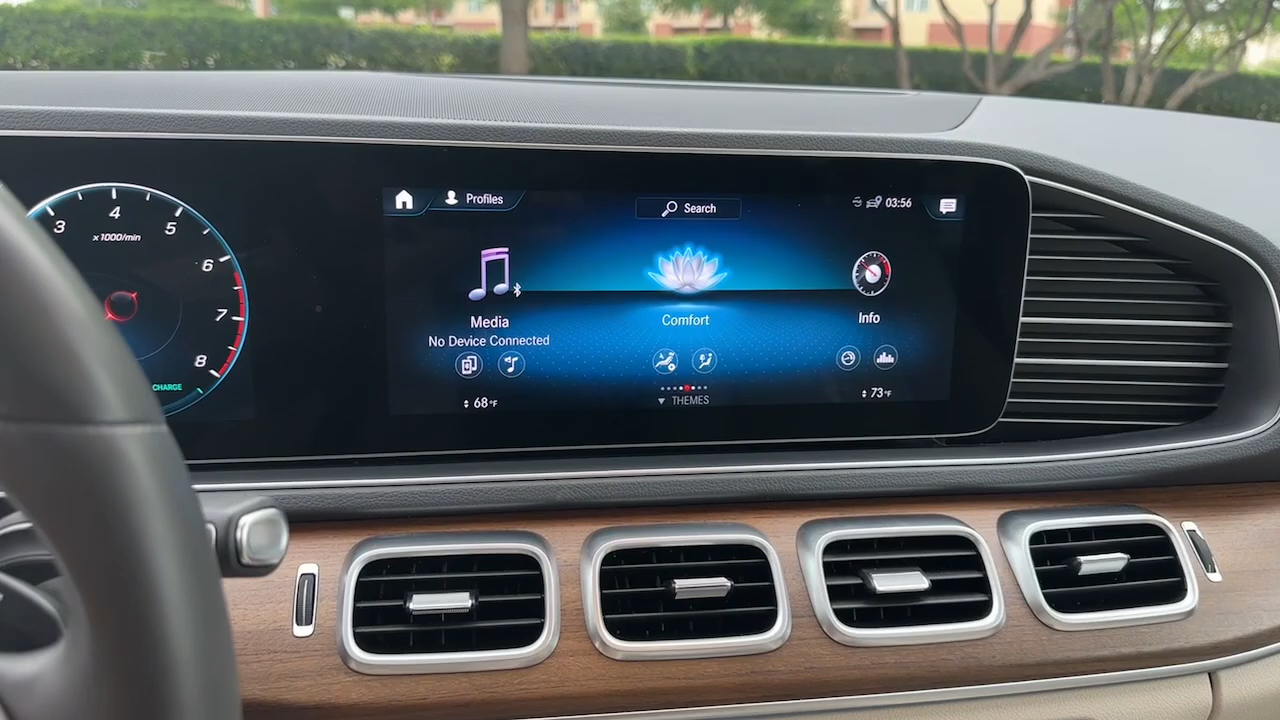 3
4
5
6
7
8
x1000/min
CHARGE
Profiles
Search
03:56
Media
No Device Connected
Comfort
Info
68°F
THEMES
73°F